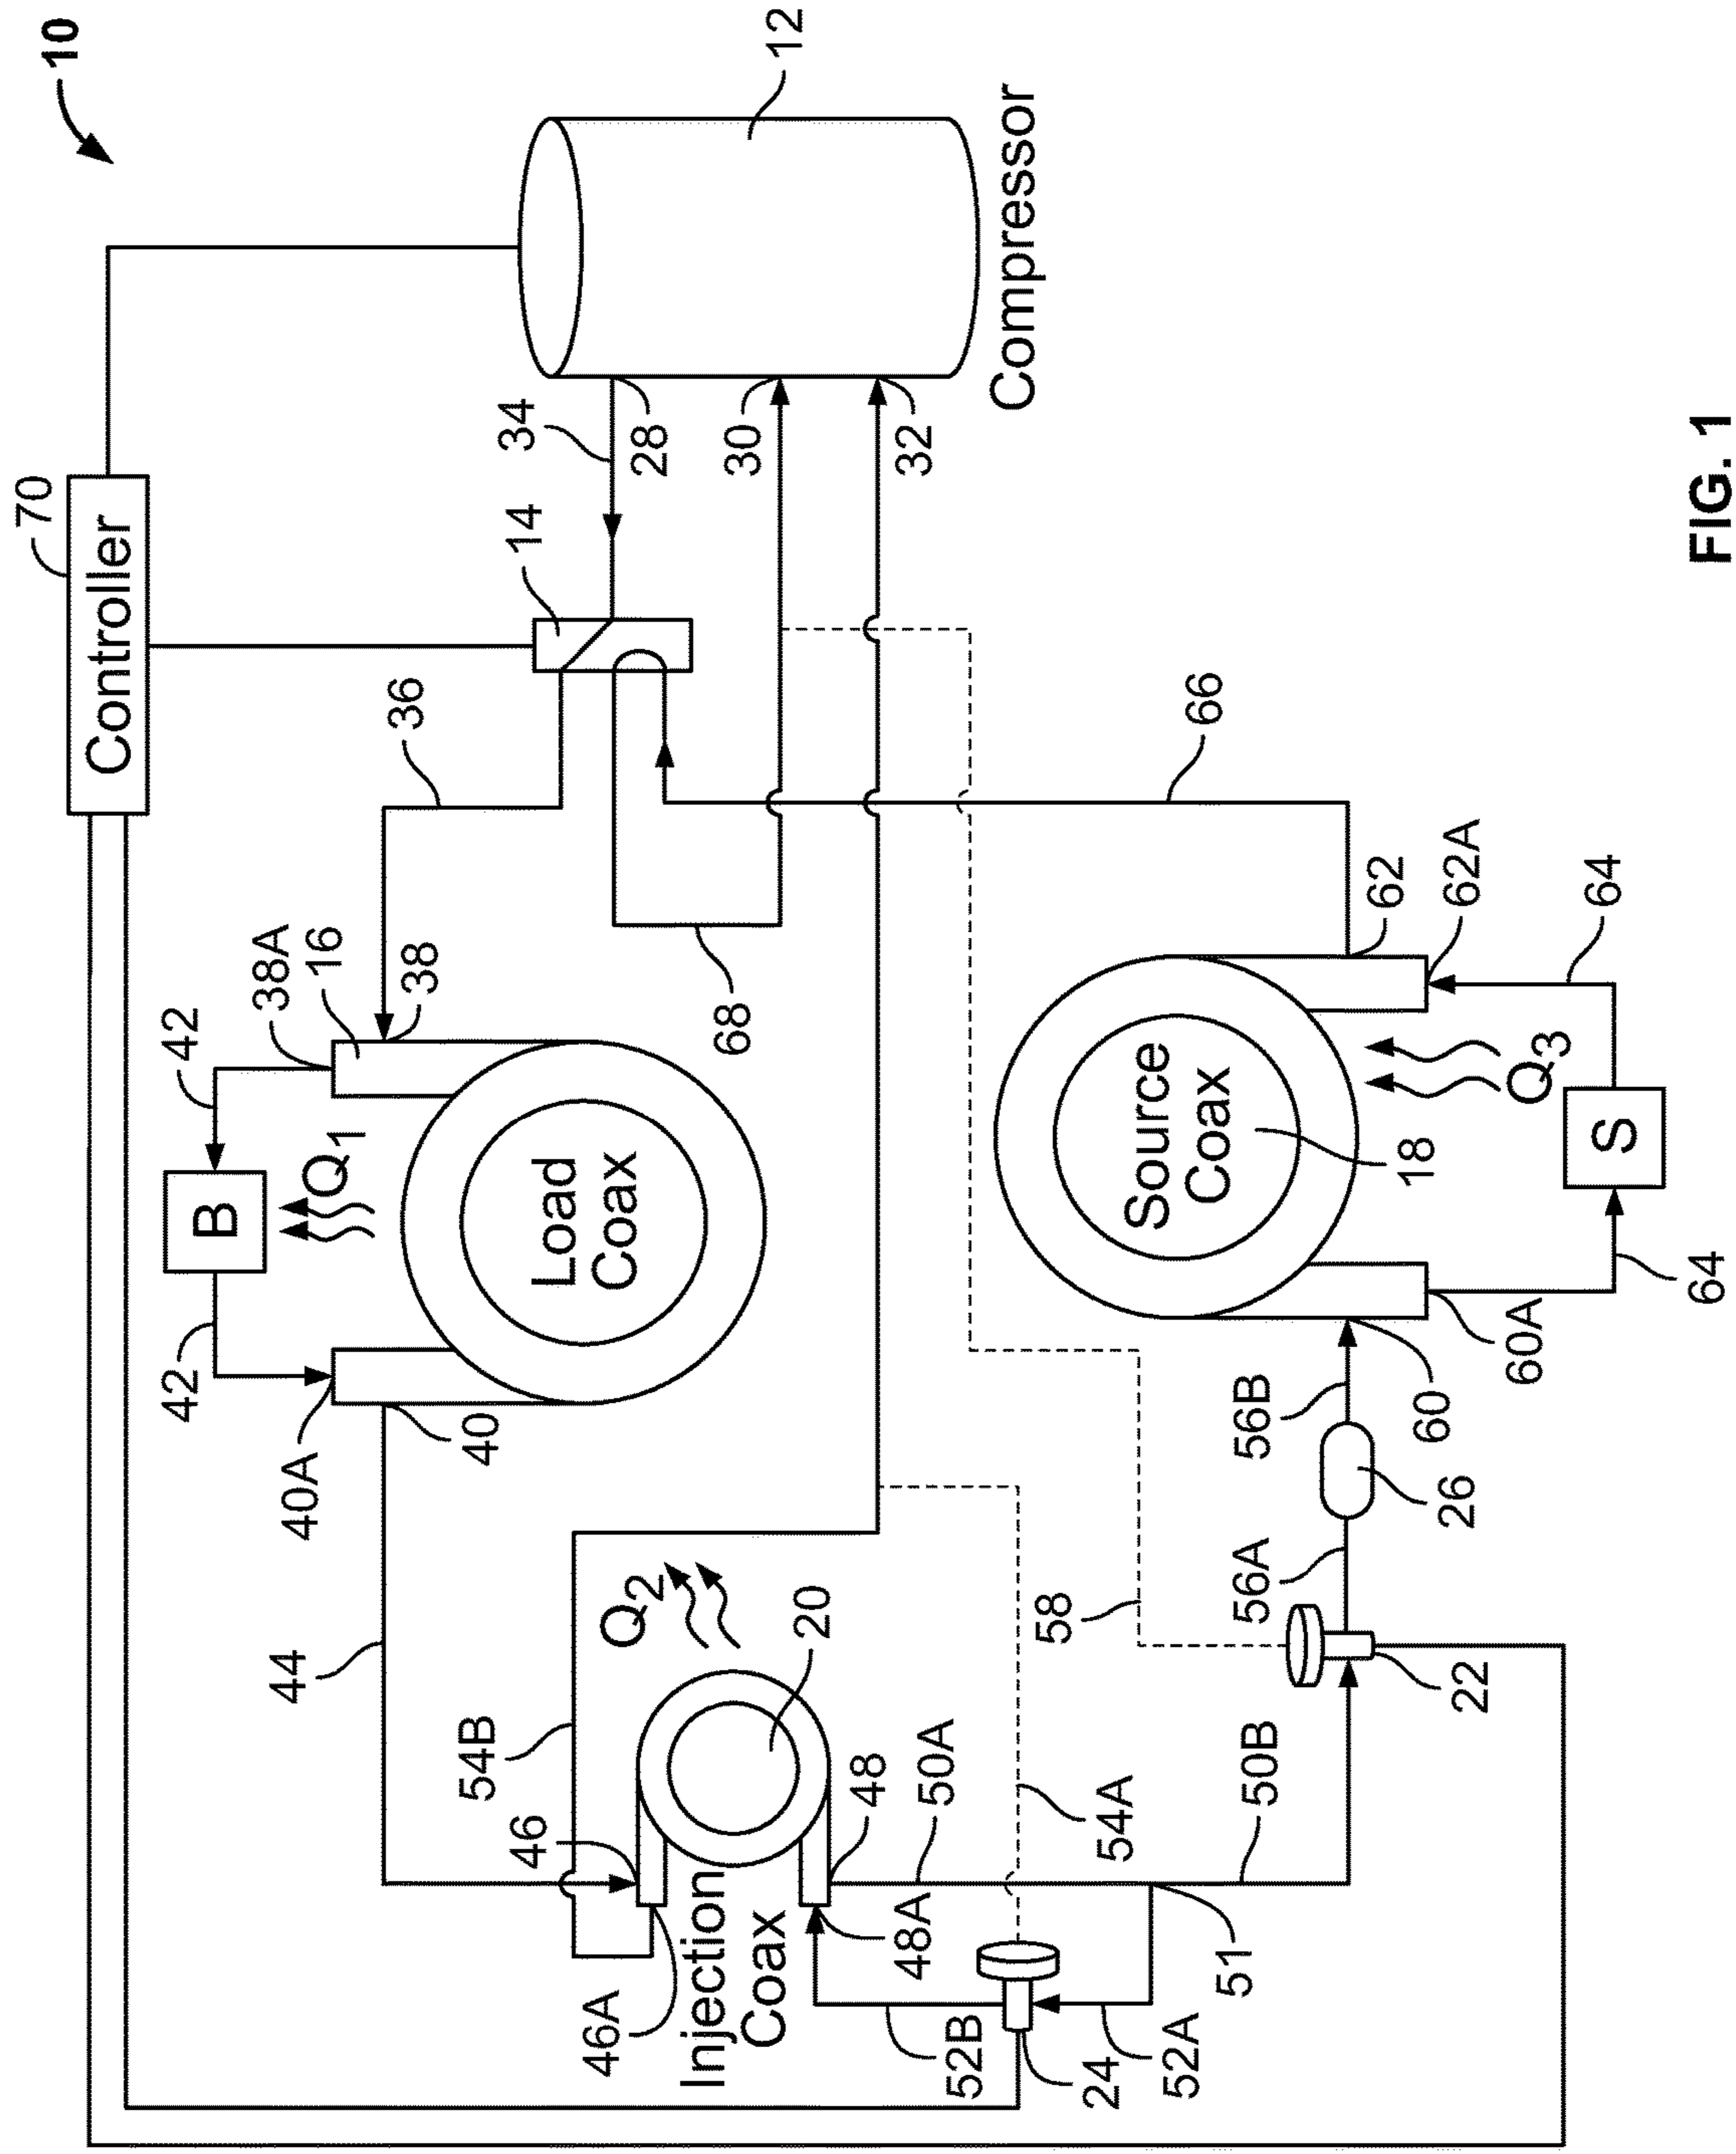 10
70
Controller
42
42
B
38A
16
Q1
44
40A
36
38
54B
40
34
14
46
Load
Coax
46A
Q2
28
Injection
Coax
68
30
12
20
48
48A
32
50A
52B
Compressor
58
24
54A
Source
Coax
52A
66
51
56A
56B
50B
62
18
60
26
62A
22
60A
Q3
64
S
64
FIG. 1